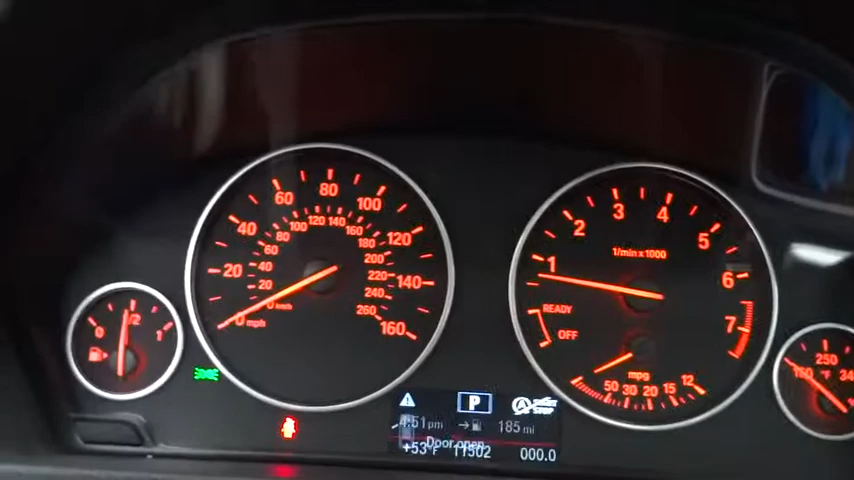 0 1/2 1
0 20 40 60 80 100 120 140 160
mph
0 20 40 60 80 100 120 140 160 180 200 220 240 260
km/h
1 2 3 4 5 6 7
1/min x 1000
READY
OFF
mpg
50 30 20 15 12
150 250
°F
P
STOP
4:51pm
185 mi
Door open
+53°F 11502 000.0